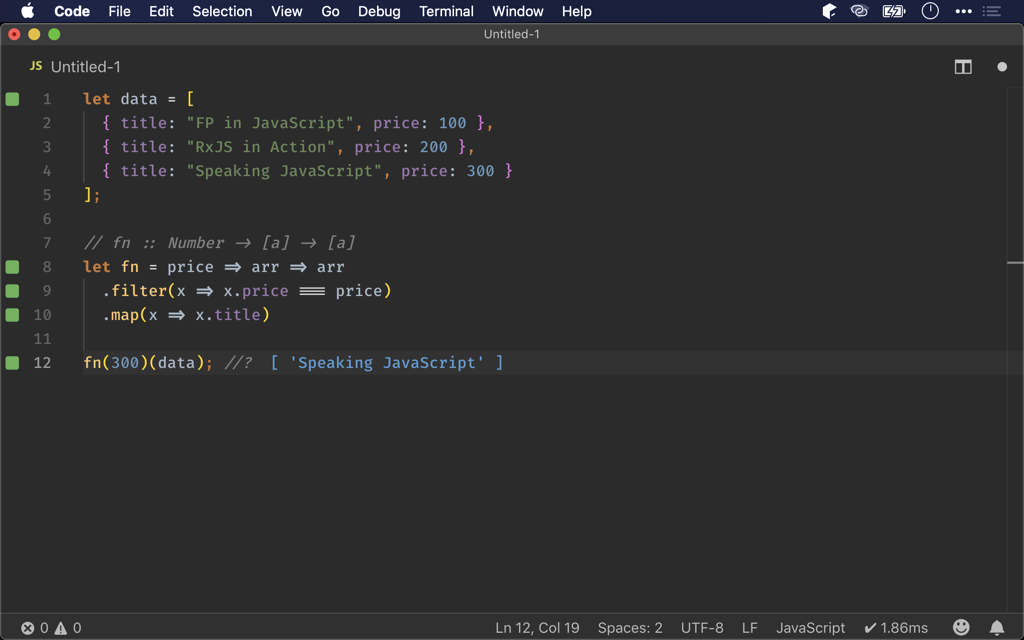 Code File Edit Selection View Go Debug Terminal Window Help
Untitled-1
JS Untitled-1
1 let data = [
2 { title: "FP in JavaScript", price: 100 },
3 { title: "RxJS in Action", price: 200 },
4 { title: "Speaking JavaScript", price: 300 }
5 ];
6
7 // fn :: Number -> [a] -> [a]
8 let fn = price => arr => arr
9 .filter(x => x.price === price)
10 .map(x => x.title)
11
12 fn(300)(data); //? [ 'Speaking JavaScript' ]
0 0 Ln 12, Col 19 Spaces: 2 UTF-8 LF JavaScript ✔ 1.86ms